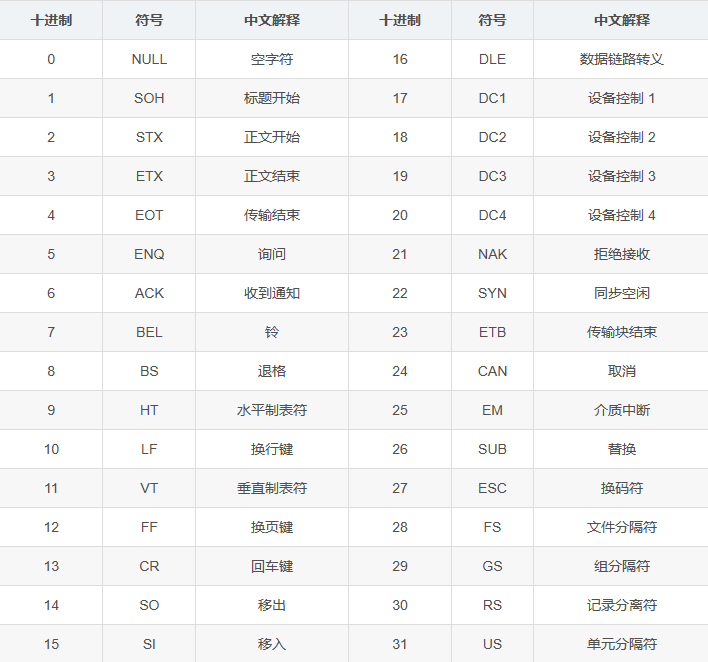 十进制 符号 中文解释 十进制 符号 中文解释
0 NULL 空字符 16 DLE 数据链路转义
1 SOH 标题开始 17 DC1 设备控制 1
2 STX 正文开始 18 DC2 设备控制 2
3 ETX 正文结束 19 DC3 设备控制 3
4 EOT 传输结束 20 DC4 设备控制 4
5 ENQ 询问 21 NAK 拒绝接收
6 ACK 收到通知 22 SYN 同步空闲
7 BEL 铃 23 ETB 传输块结束
8 BS 退格 24 CAN 取消
9 HT 水平制表符 25 EM 介质中断
10 LF 换行键 26 SUB 替换
11 VT 垂直制表符 27 ESC 换码符
12 FF 换页键 28 FS 文件分隔符
13 CR 回车键 29 GS 组分隔符
14 SO 移出 30 RS 记录分离符
15 SI 移入 31 US 单元分隔符